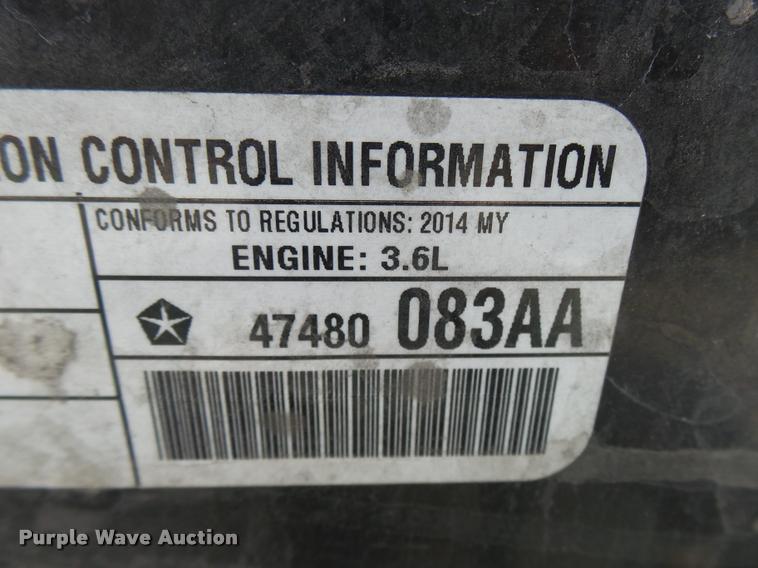 ON CONTROL INFORMATION
CONFORMS TO REGULATIONS: 2014 MY
ENGINE: 3.6L
47480 083AA
Purple Wave Auction